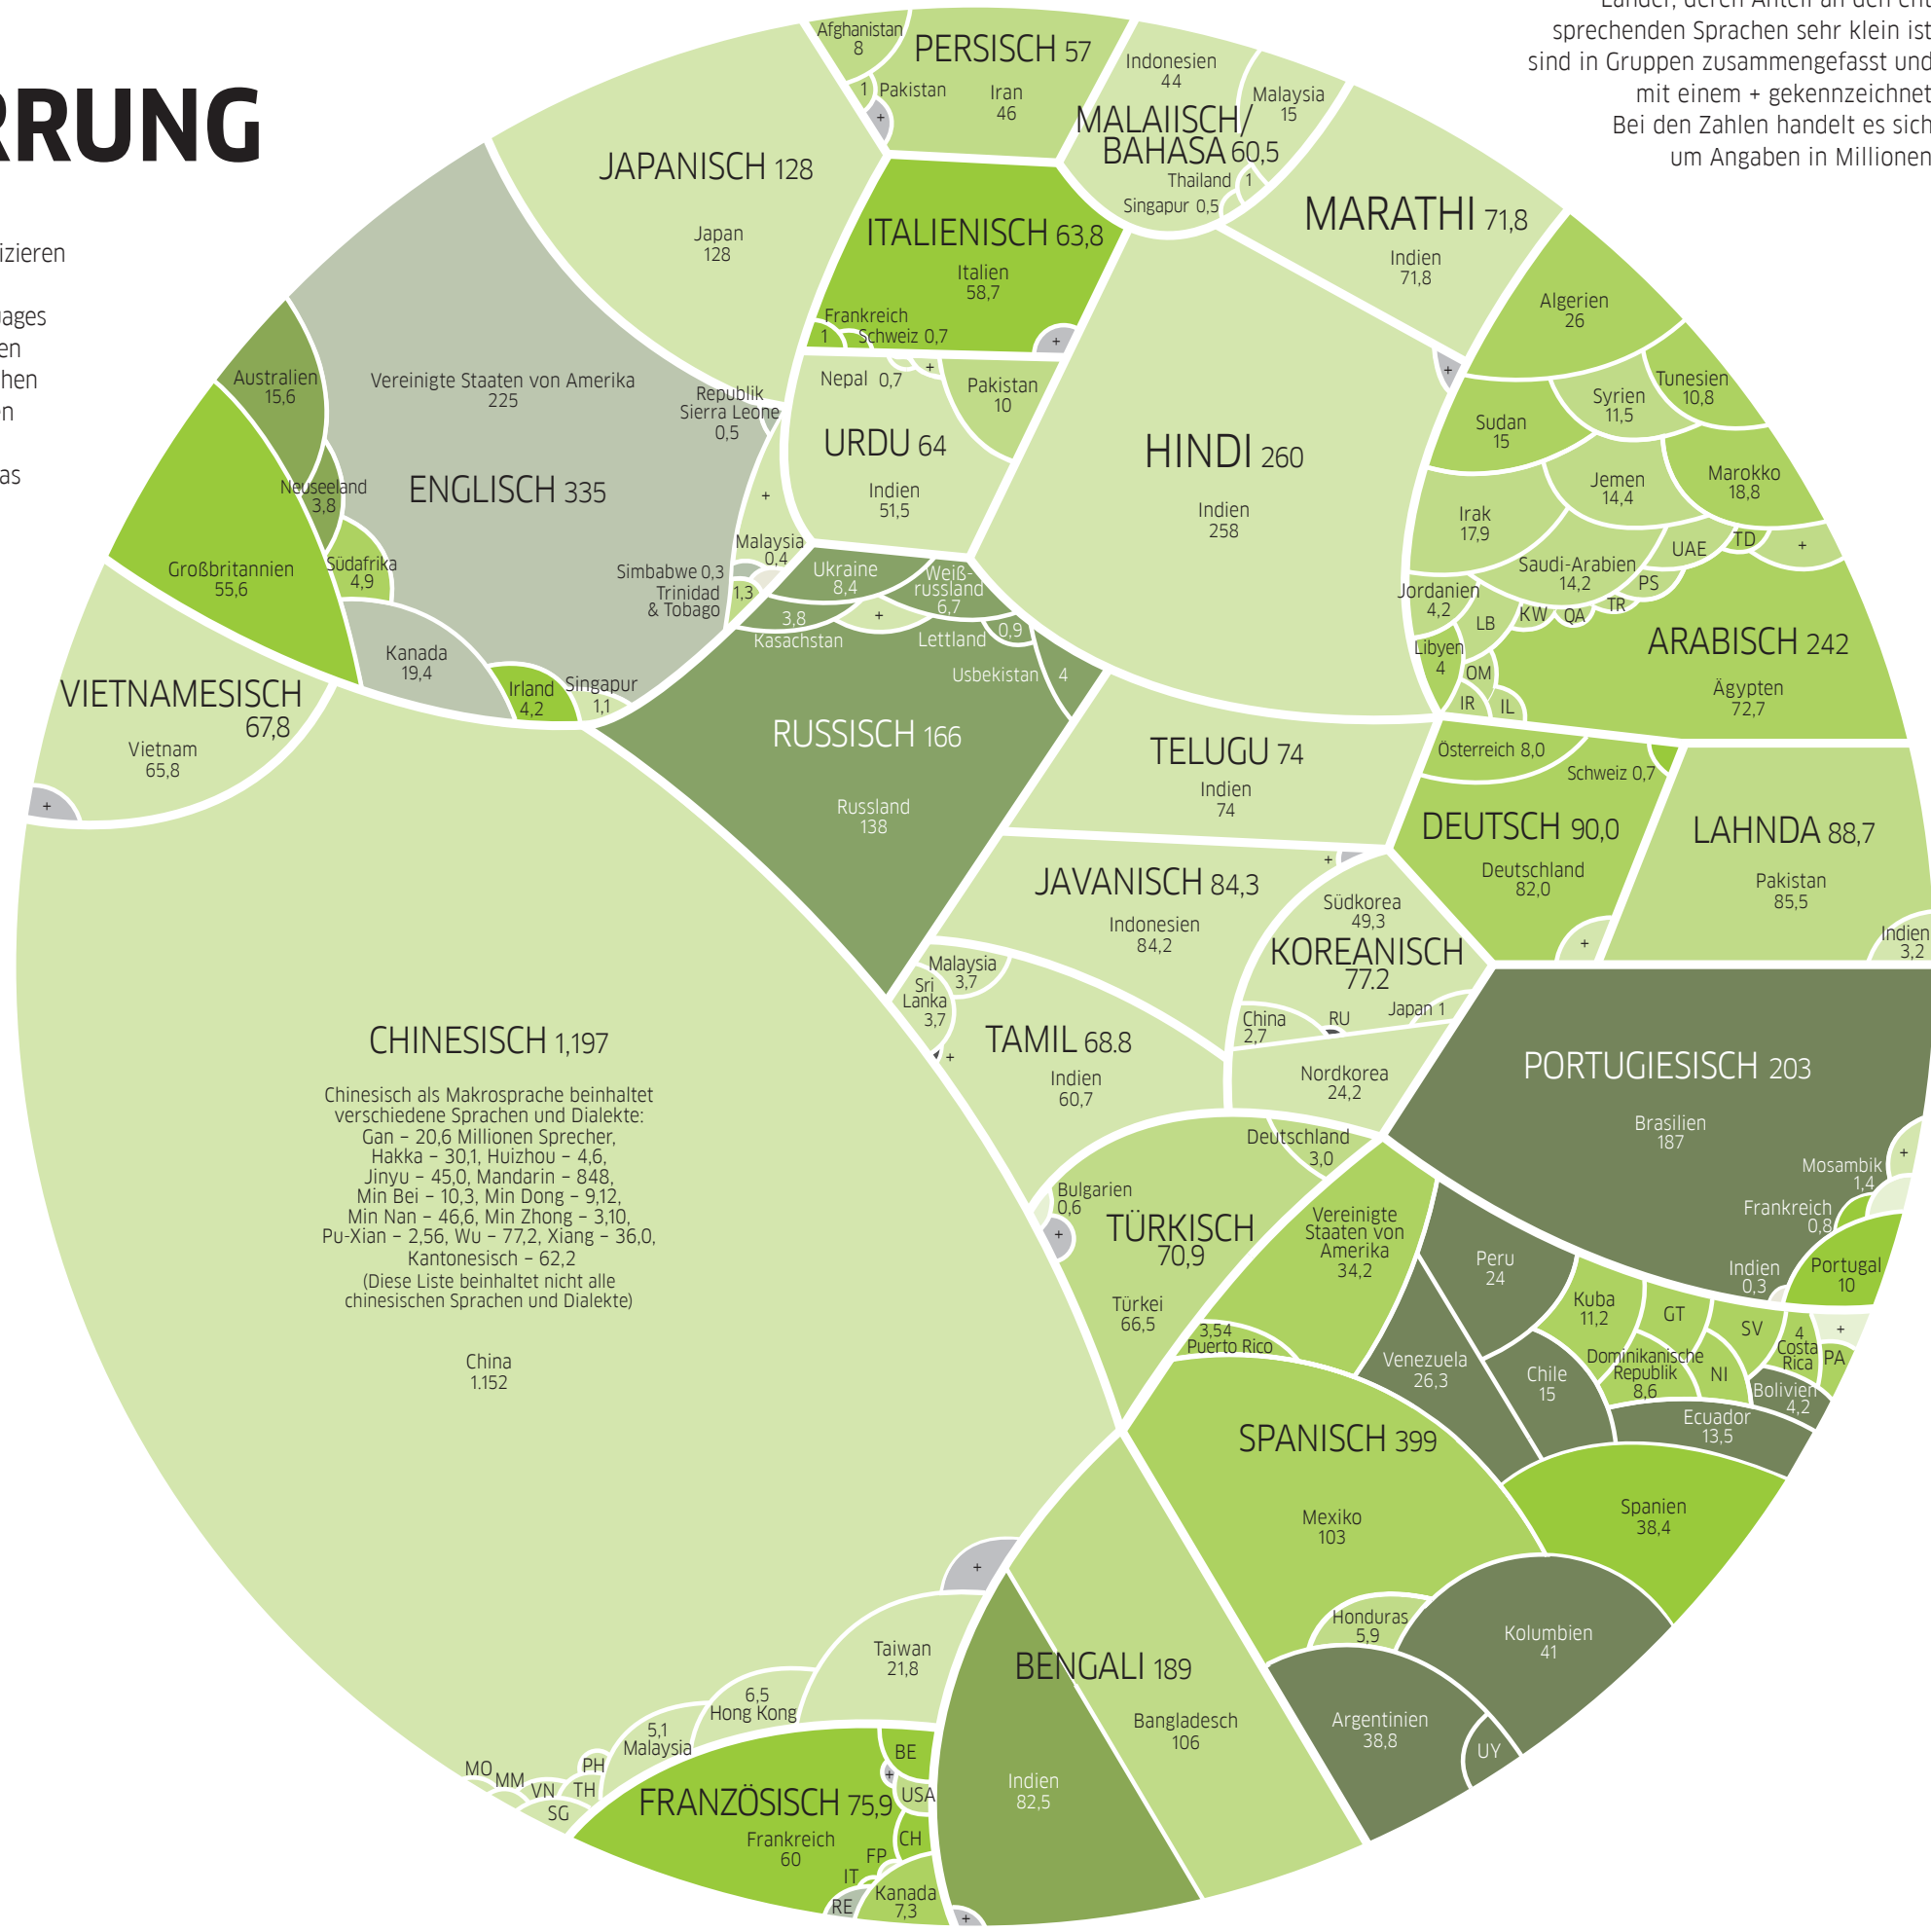 RRUNG
izieren
uages
en
hen
en
as
Länder, deren Anteil an den ent
sprechenden Sprachen sehr klein ist
sind in Gruppen zusammengefasst und
mit einem + gekennzeichnet
Bei den Zahlen handelt es sich
um Angaben in Millionen
Afghanistan
8
PERSISCH 57
1 Pakistan
+
Iran
46
Indonesien
44
Malaysia
15
MALAIISCH/
BAHASA 60,5
Thailand 1
Singapur 0,5
JAPANISCH 128
Japan
128
ITALIENISCH 63,8
Italien
58,7
Frankreich
1
Schweiz 0,7
+
MARATHI 71,8
Indien
71,8
+
Australien
15,6
Vereinigte Staaten von Amerika
225
Republik
Sierra Leone
0,5
ENGLISCH 335
Neuseeland
3,8
+
Malaysia
0,4
Großbritannien
55,6
Südafrika
4,9
Simbabwe 0,3
Trinidad
& Tobago
1,3
Kanada
19,4
Irland
4,2
Singapur
1,1
Nepal 0,7
+
Pakistan
10
URDU 64
Indien
51,5
HINDI 260
Indien
258
Algerien
26
Tunesien
10,8
Syrien
11,5
Sudan
15
Marokko
18,8
Jemen
14,4
Irak
17,9
UAE
TD
+
Saudi-Arabien
14,2
PS
Jordanien
4,2
TR
KW
QA
LB
Libyen
4
OM
IR
IL
ARABISCH 242
Ägypten
72,7
Ukraine
8,4
Weiß-
russland
6,7
3,8
Kasachstan
+
Lettland
0,9
Usbekistan 4
RUSSISCH 166
Russland
138
VIETNAMESISCH
67,8
Vietnam
65,8
+
TELUGU 74
Indien
74
Österreich 8,0
Schweiz 0,7
DEUTSCH 90,0
Deutschland
82,0
+
LAHNDA 88,7
Pakistan
85,5
Indien
3,2
JAVANISCH 84,3
Indonesien
84,2
+
Südkorea
49,3
KOREANISCH
77.2
China
2,7
RU
Japan 1
Nordkorea
24,2
Malaysia
3,7
Sri
Lanka
3,7
+
TAMIL 68.8
Indien
60,7
CHINESISCH 1,197
Chinesisch als Makrosprache beinhaltet
verschiedene Sprachen und Dialekte:
Gan – 20,6 Millionen Sprecher,
Hakka – 30,1, Huizhou – 4,6,
Jinyu – 45,0, Mandarin – 848,
Min Bei – 10,3, Min Dong – 9,12,
Min Nan – 46,6, Min Zhong – 3,10,
Pu-Xian – 2,56, Wu – 77,2, Xiang – 36,0,
Kantonesisch – 62,2
(Diese Liste beinhaltet nicht alle
chinesischen Sprachen und Dialekte)
China
1.152
+
Taiwan
21,8
6,5
Hong Kong
5,1
Malaysia
PH
TH
VN
MM
MO
SG
Deutschland
3,0
Bulgarien
0,6
+
TÜRKISCH
70,9
Türkei
66,5
PORTUGIESISCH 203
Brasilien
187
+
Mosambik
1,4
Frankreich
0,8
Portugal
10
Indien
0,3
Vereinigte
Staaten von
Amerika
34,2
3,54
Puerto Rico
Peru
24
Venezuela
26,3
Kuba
11,2
GT
SV
4
Costa
Rica
+
PA
Dominikanische
Republik
8,6
NI
Chile
15
Bolivien
4,2
Ecuador
13,5
SPANISCH 399
Mexiko
103
Spanien
38,4
Honduras
5,9
Kolumbien
41
Argentinien
38,8
UY
BENGALI 189
Bangladesch
106
Indien
82,5
+
FRANZÖSISCH 75,9
Frankreich
60
BE
+
USA
CH
FP
IT
RE
Kanada
7,3